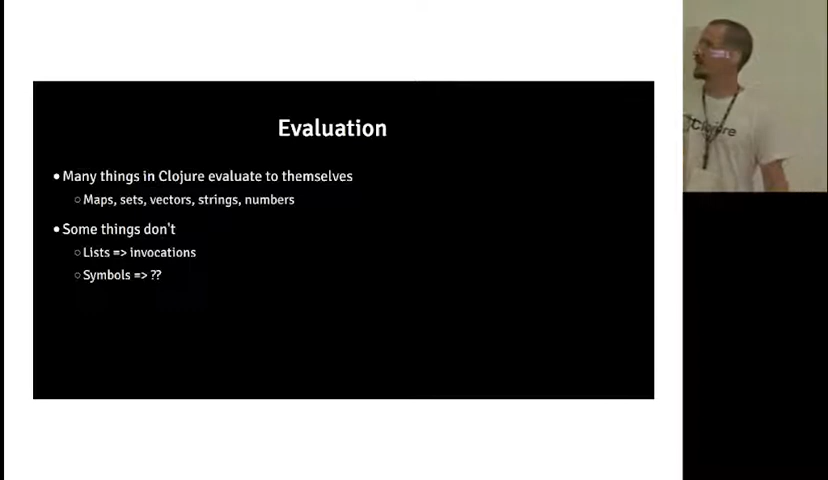 Evaluation
● Many things in Clojure evaluate to themselves
○ Maps, sets, vectors, strings, numbers
● Some things don't
○ Lists => invocations
○ Symbols => ??
Clojure